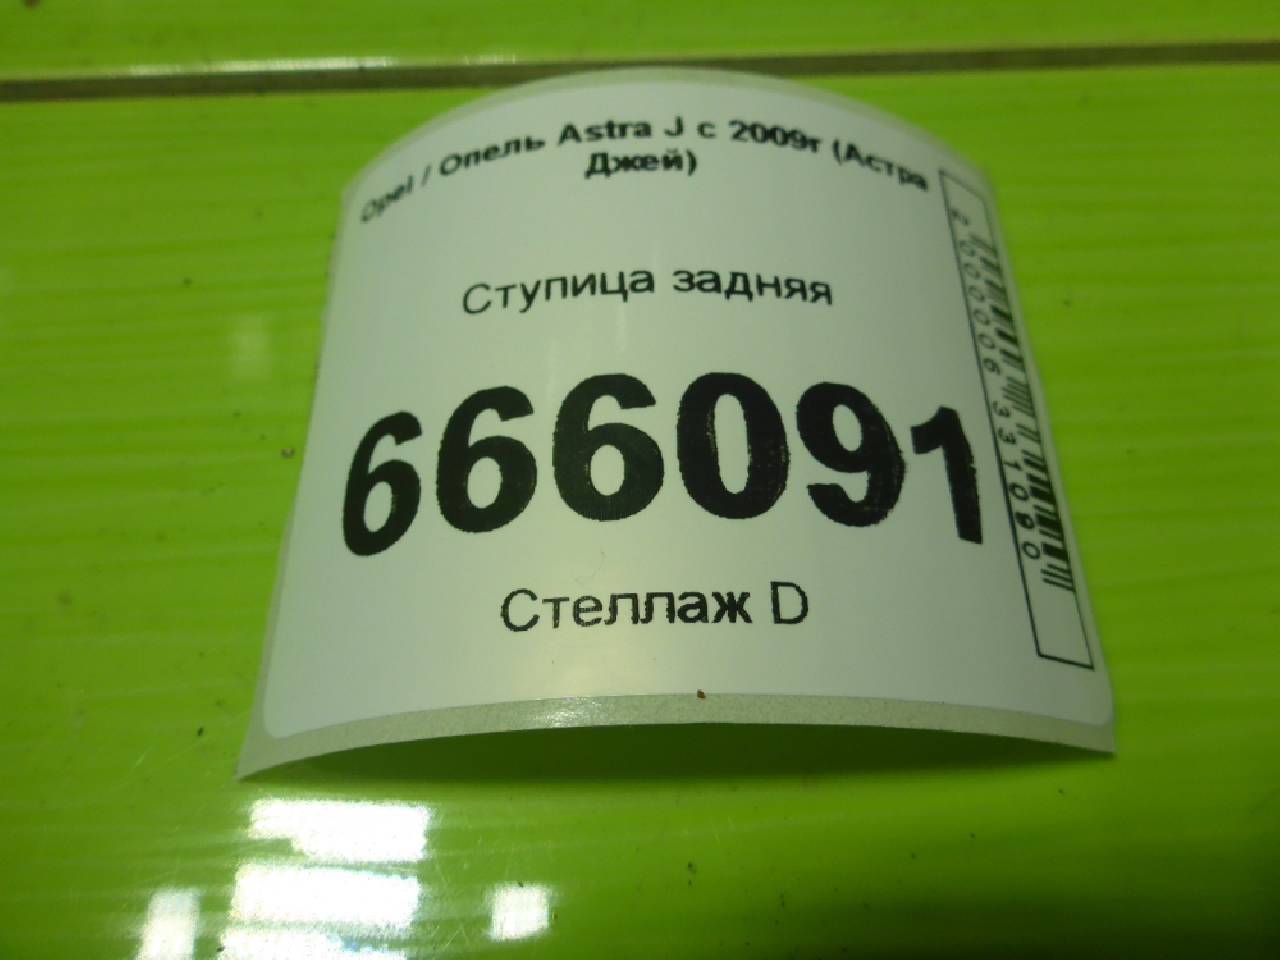 Opel / Опель Astra J с 2009г (Астра
Джей)
Ступица задняя
666091
Стеллаж D